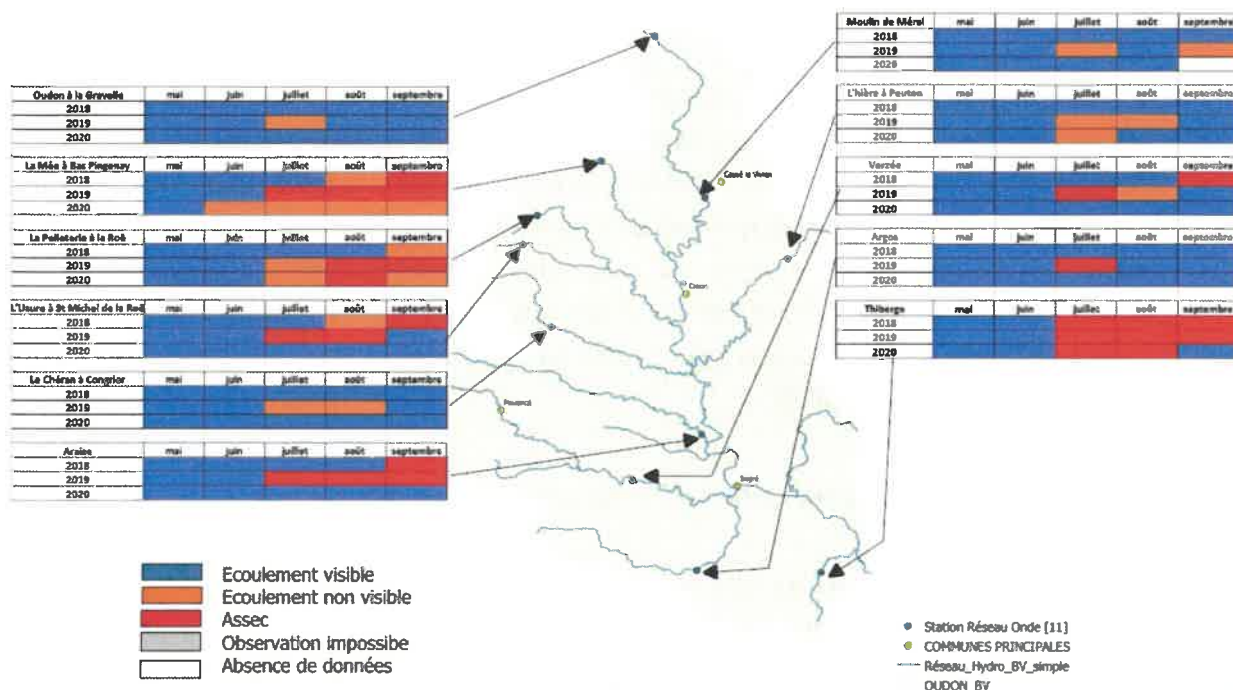 Oudon à la Gravelle mai juin juillet août septembre
2018
2019
2020
La Mée à Bas Pingenay mai juin juillet août septembre
2018
2019
2020
La Pelleterie à la Roë mai juin juillet août septembre
2018
2019
2020
L'Usure à St Michel de la Roë mai juin juillet août septembre
2018
2019
2020
Le Chéran à Congrier mai juin juillet août septembre
2018
2019
2020
Araize mai juin juillet août septembre
2018
2019
2020
Moulin de Méral mai juin juillet août septembre
2018
2019
2020
L'hière à Peuton mai juin juillet août septembre
2018
2019
2020
Verzée mai juin juillet août septembre
2018
2019
2020
Argos mai juin juillet août septembre
2018
2019
2020
Thiberge mai juin juillet août septembre
2018
2019
2020
Cossé le Vivien
Craon
Pouancé
Segré
Ecoulement visible
Ecoulement non visible
Assec
Observation impossibe
Absence de données
Station Réseau Onde [11]
COMMUNES PRINCIPALES
Réseau_Hydro_BV_simple
OUDON_BV